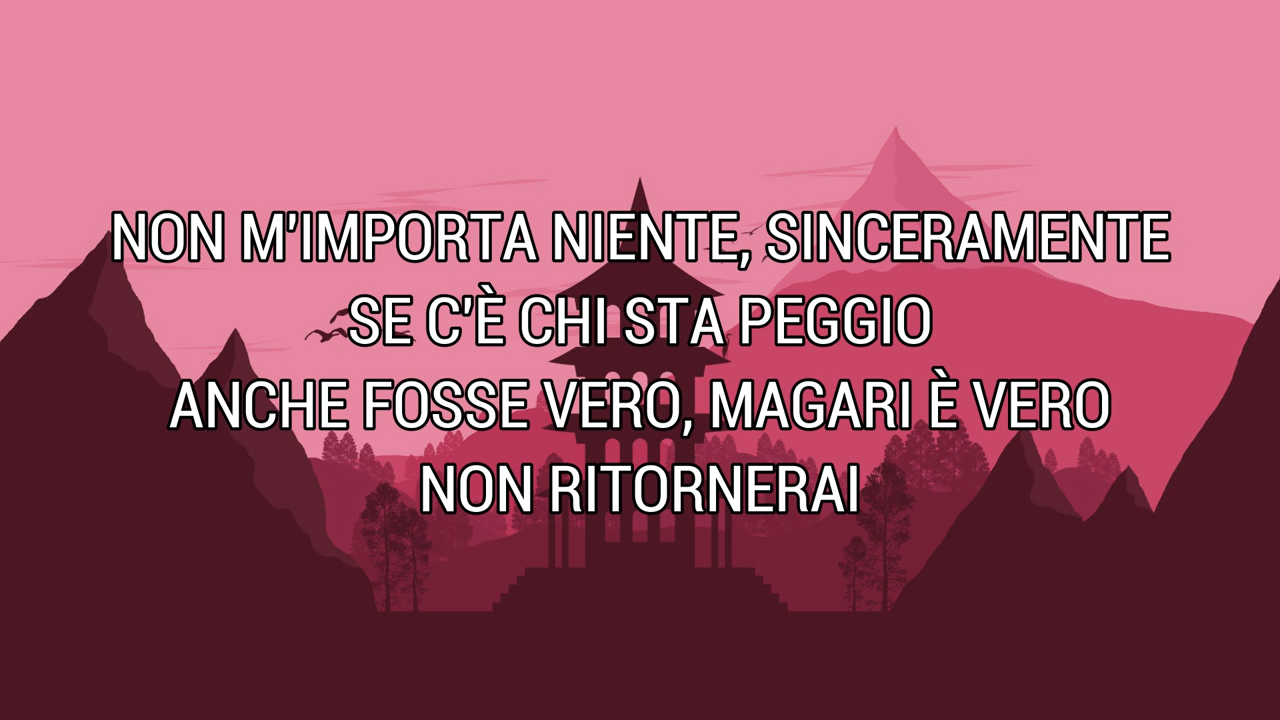 NON M'IMPORTA NIENTE, SINCERAMENTE
SE C'È CHI STA PEGGIO
ANCHE FOSSE VERO, MAGARI È VERO
NON RITORNERAI